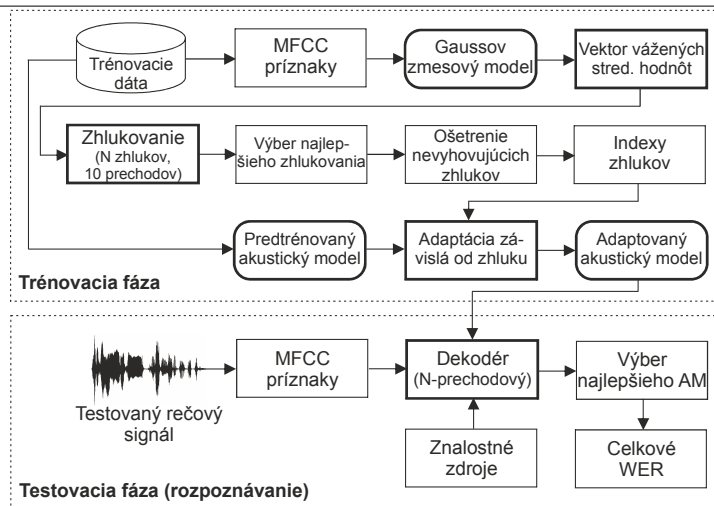 Trénovacie
dáta
MFCC
príznaky
Gaussov
zmesový model
Vektor vážených
stred. hodnôt
Zhlukovanie
(N zhlukov,
10 prechodov)
Výber najlep-
šieho zhlukovania
Ošetrenie
nevyhovujúcich
zhlukov
Indexy
zhlukov
Predtrénovaný
akustický model
Adaptácia zá-
vislá od zhluku
Adaptovaný
akustický model
Trénovacia fáza
Testovaný rečový
signál
MFCC
príznaky
Dekodér
(N-prechodový)
Výber
najlepšieho AM
Znalostné
zdroje
Celkové
WER
Testovacia fáza (rozpoznávanie)